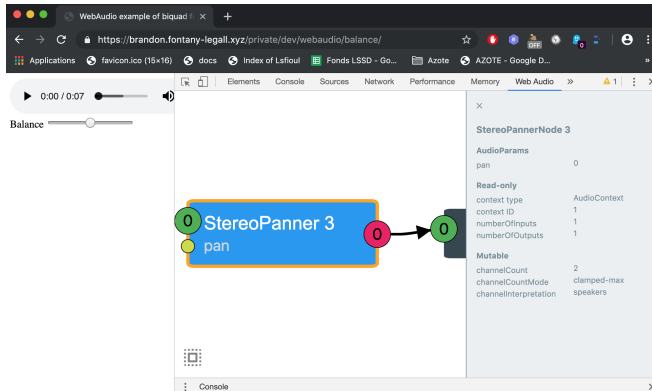 WebAudio example of biquad f
https://brandon.fontany-legall.xyz/private/dev/webaudio/balance/
OFF
0
Applications favicon.ico (15×16) docs Index of Lsfioul Fonds LSSD - Go... Azote AZOTE - Google D... »
Elements Console Sources Network Performance Memory Web Audio » 1
0:00 / 0:07
Balance
0 StereoPanner 3 0 0
pan
StereoPannerNode 3
AudioParams
pan 0
Read-only
context type AudioContext
context ID 1
numberOfInputs 1
numberOfOutputs 1
Mutable
channelCount 2
channelCountMode clamped-max
channelInterpretation speakers
Console